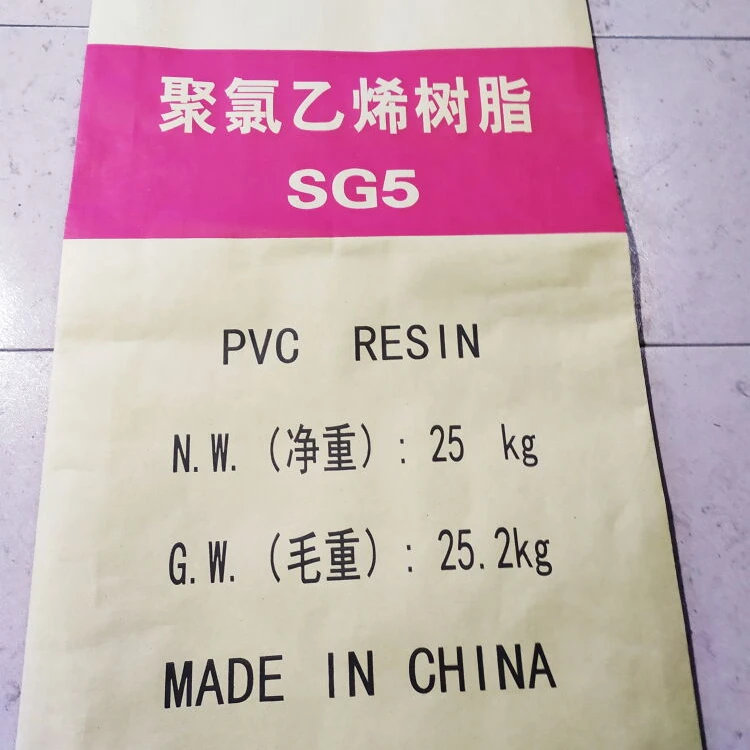 聚氯乙烯树脂
SG5
PVC RESIN
N.W.(净重):25 kg
G.W.(毛重):25.2kg
MADE IN CHINA